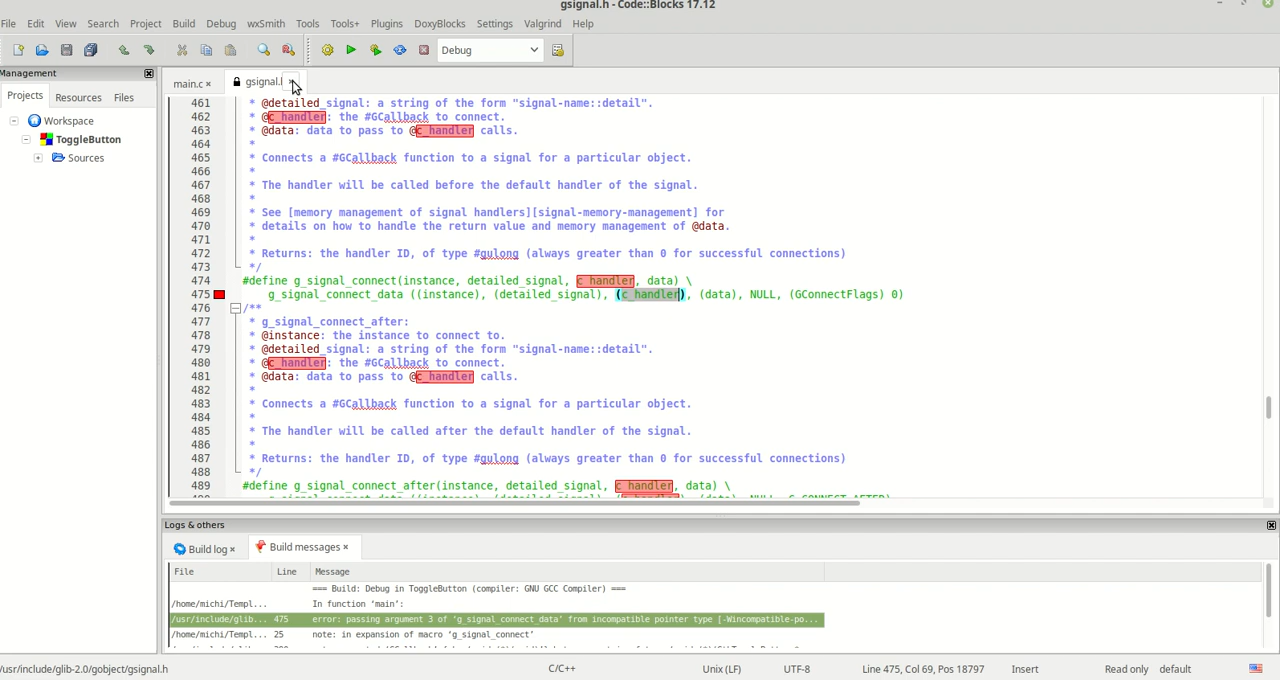 gsignal.h - Code::Blocks 17.12
File Edit View Search Project Build Debug wxSmith Tools Tools+ Plugins DoxyBlocks Settings Valgrind Help
Debug
Management
Projects Resources Files
Workspace
ToggleButton
Sources
main.c gsignal.
461 * @detailed_signal: a string of the form "signal-name::detail".
462 * @c_handler: the #GCallback to connect.
463 * @data: data to pass to @c_handler calls.
464 *
465 * Connects a #GCallback function to a signal for a particular object.
466 *
467 * The handler will be called before the default handler of the signal.
468 *
469 * See [memory management of signal handlers][signal-memory-management] for
470 * details on how to handle the return value and memory management of @data.
471 *
472 * Returns: the handler ID, of type #gulong (always greater than 0 for successful connections)
473 */
474 #define g_signal_connect(instance, detailed_signal, c_handler, data) \
475 g_signal_connect_data ((instance), (detailed_signal), (c_handler), (data), NULL, (GConnectFlags) 0)
476 /**
477 * g_signal_connect_after:
478 * @instance: the instance to connect to.
479 * @detailed_signal: a string of the form "signal-name::detail".
480 * @c_handler: the #GCallback to connect.
481 * @data: data to pass to @c_handler calls.
482 *
483 * Connects a #GCallback function to a signal for a particular object.
484 *
485 * The handler will be called after the default handler of the signal.
486 *
487 * Returns: the handler ID, of type #gulong (always greater than 0 for successful connections)
488 */
489 #define g_signal_connect_after(instance, detailed_signal, c_handler, data) \
Logs & others
Build log Build messages
File Line Message
=== Build: Debug in ToggleButton (compiler: GNU GCC Compiler) ===
/home/michi/Templ... In function ‘main’:
/usr/include/glib... 475 error: passing argument 3 of ‘g_signal_connect_data’ from incompatible pointer type [-Wincompatible-po...
/home/michi/Templ... 25 note: in expansion of macro ‘g_signal_connect’
/usr/include/glib-2.0/gobject/gsignal.h C/C++ Unix (LF) UTF-8 Line 475, Col 69, Pos 18797 Insert Read only default